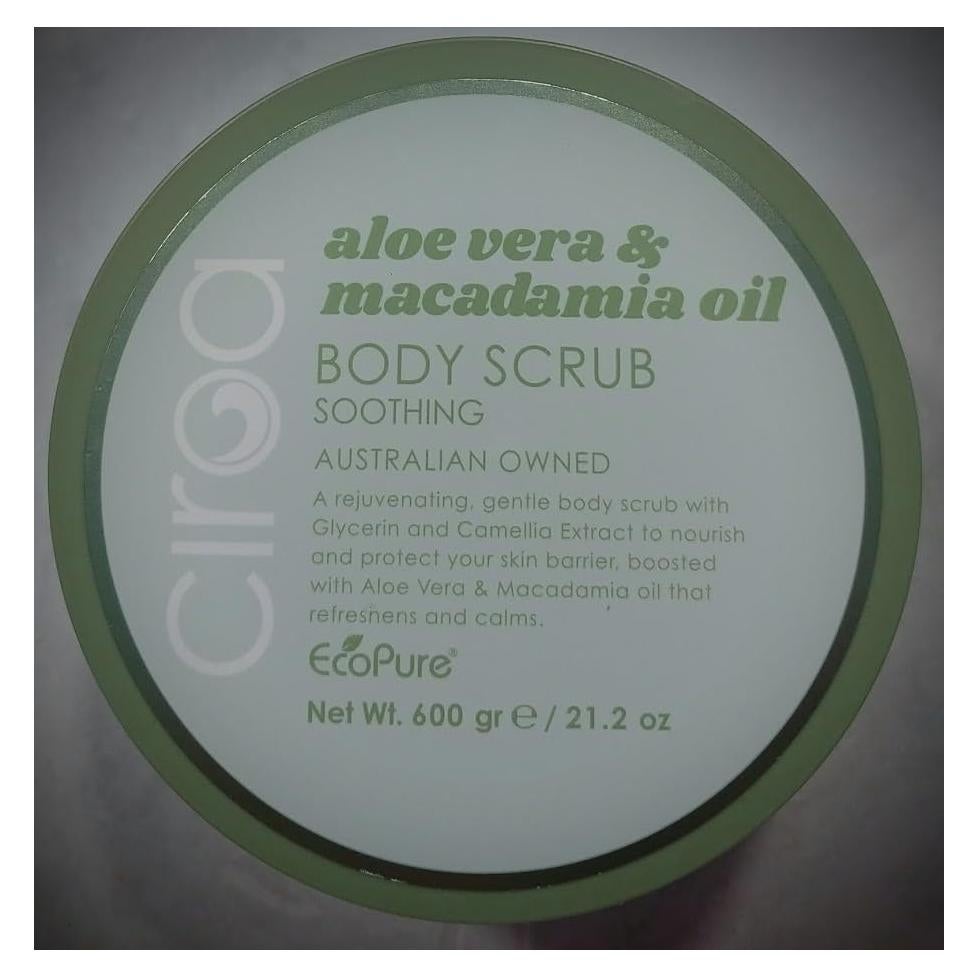 ciroa
aloe vera &
macadamia oil
BODY SCRUB
SOOTHING
AUSTRALIAN OWNED
A rejuvenating, gentle body scrub with
Glycerin and Camellia Extract to nourish
and protect your skin barrier, boosted
with Aloe Vera & Macadamia oil that
refreshens and calms.
EcoPure®
Net Wt. 600 gr ℮ / 21.2 oz